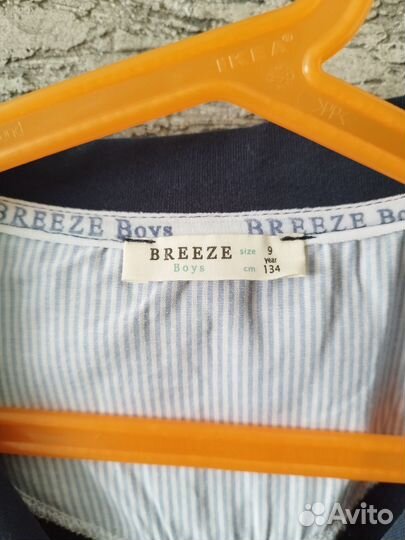 IKEA®
BREEZE Boys
BREEZE Boys
BREEZE size 9 year
Boys cm 134
Avito